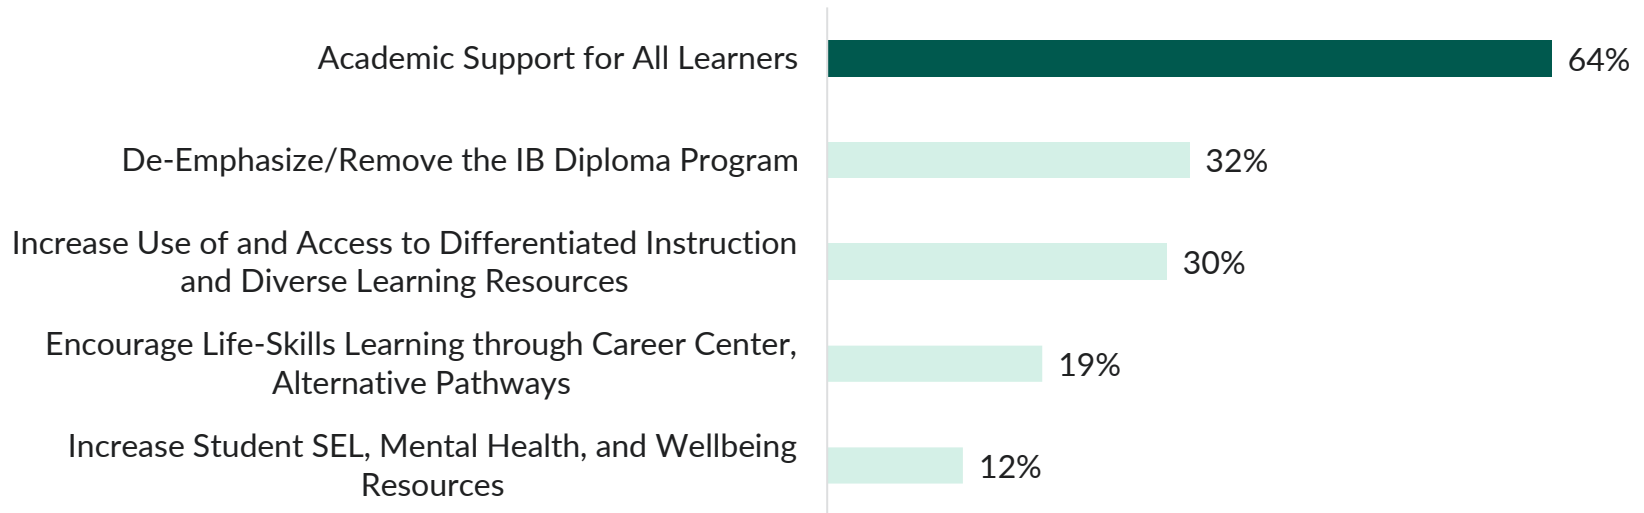 Academic Support for All Learners
64%
De-Emphasize/Remove the IB Diploma Program
32%
Increase Use of and Access to Differentiated Instruction
and Diverse Learning Resources
30%
Encourage Life-Skills Learning through Career Center,
Alternative Pathways
19%
Increase Student SEL, Mental Health, and Wellbeing
Resources
12%